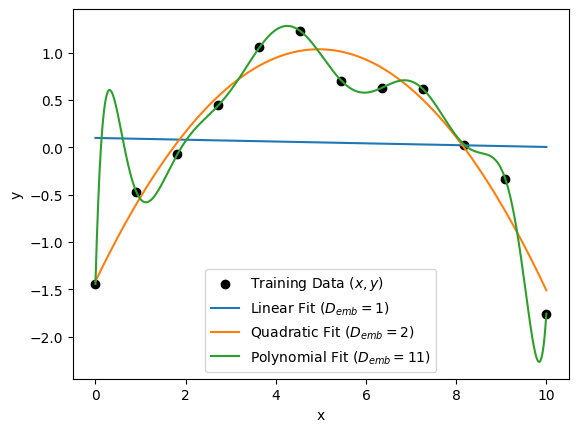 1.0
0.5
0.0
−0.5
−1.0
−1.5
−2.0
y
Training Data (x, y)
Linear Fit (D_emb = 1)
Quadratic Fit (D_emb = 2)
Polynomial Fit (D_emb = 11)
0 2 4 6 8 10
x